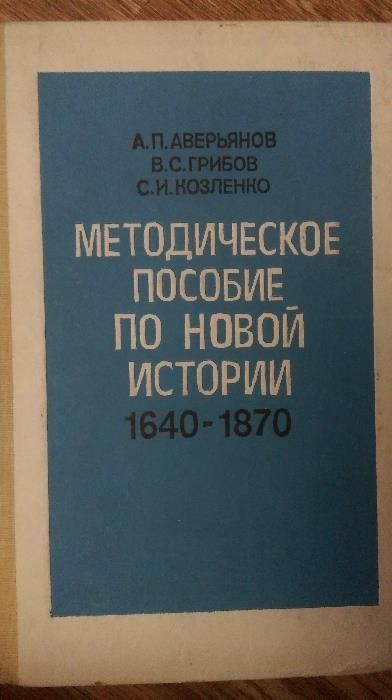 А.П.АВЕРЬЯНОВ
В.С.ГРИБОВ
С.И.КОЗЛЕНКО
МЕТОДИЧЕСКОЕ
ПОСОБИЕ
ПО НОВОЙ
ИСТОРИИ
1640-1870